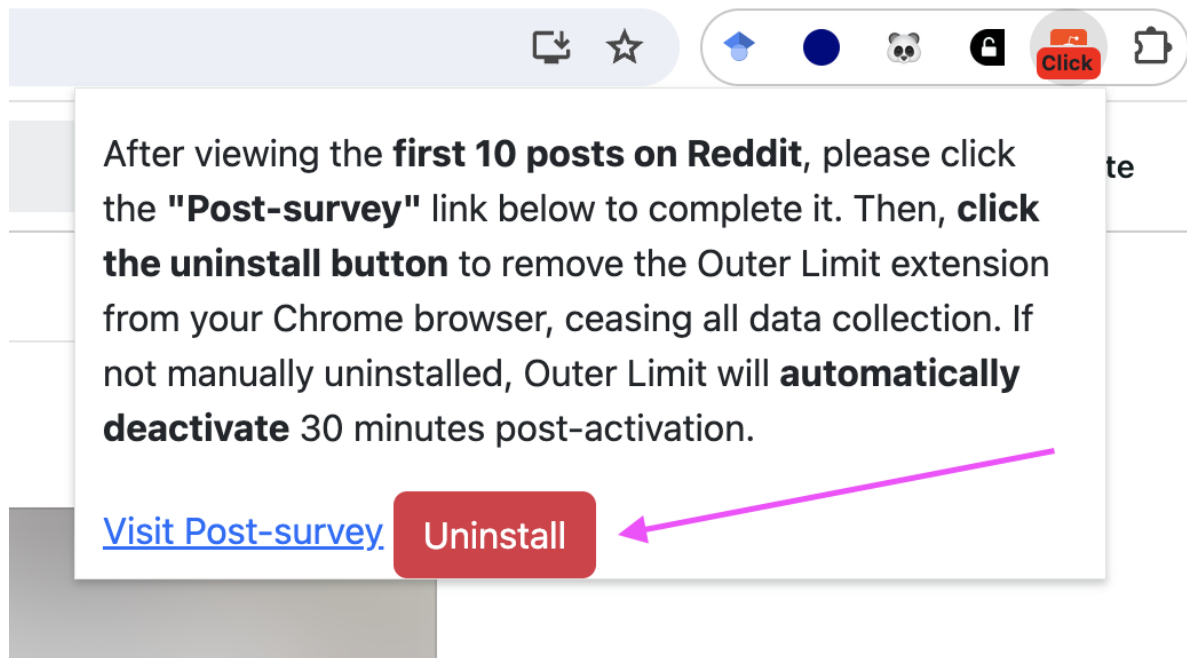 Click
te
After viewing the first 10 posts on Reddit, please click
the "Post-survey" link below to complete it. Then, click
the uninstall button to remove the Outer Limit extension
from your Chrome browser, ceasing all data collection. If
not manually uninstalled, Outer Limit will automatically
deactivate 30 minutes post-activation.
Visit Post-survey Uninstall